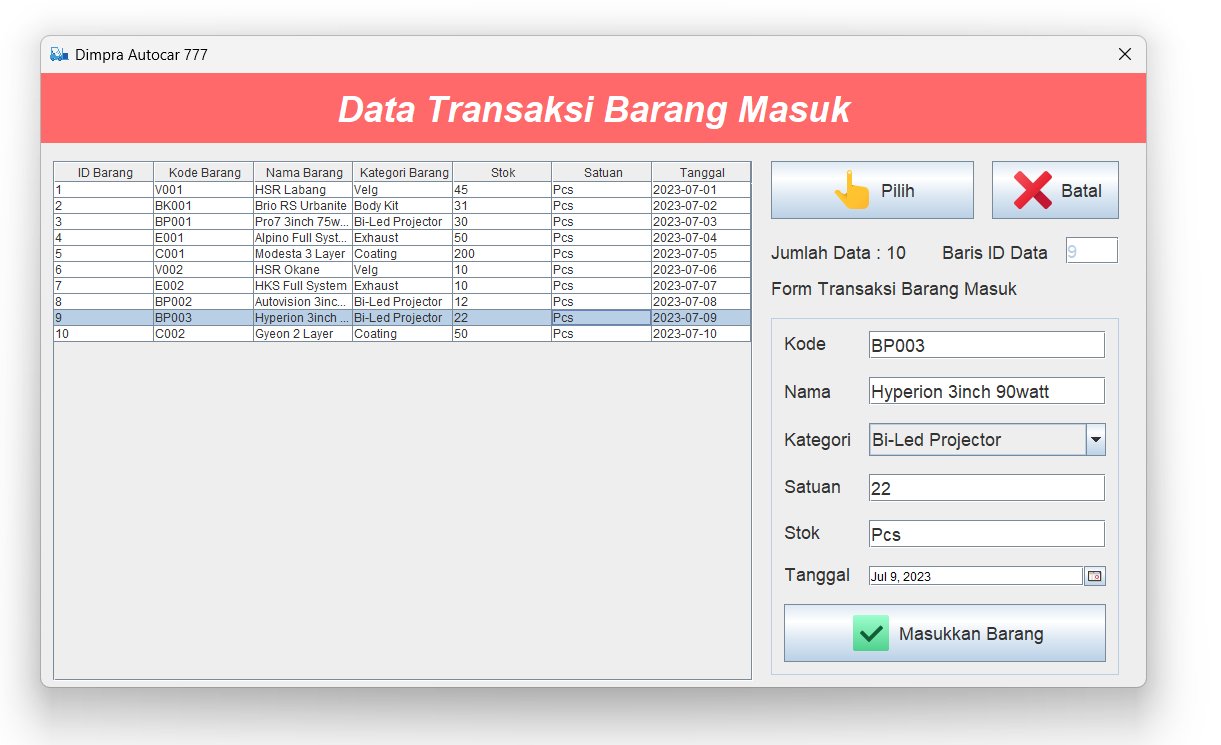 Dimpra Autocar 777
Data Transaksi Barang Masuk
ID Barang Kode Barang Nama Barang Kategori Barang Stok Satuan Tanggal
1 V001 HSR Labang Velg 45 Pcs 2023-07-01
2 BK001 Brio RS Urbanite Body Kit 31 Pcs 2023-07-02
3 BP001 Pro7 3inch 75w... Bi-Led Projector 30 Pcs 2023-07-03
4 E001 Alpino Full Syst... Exhaust 50 Pcs 2023-07-04
5 C001 Modesta 3 Layer Coating 200 Pcs 2023-07-05
6 V002 HSR Okane Velg 10 Pcs 2023-07-06
7 E002 HKS Full System Exhaust 10 Pcs 2023-07-07
8 BP002 Autovision 3inc... Bi-Led Projector 12 Pcs 2023-07-08
9 BP003 Hyperion 3inch ... Bi-Led Projector 22 Pcs 2023-07-09
10 C002 Gyeon 2 Layer Coating 50 Pcs 2023-07-10
Pilih Batal
Jumlah Data : 10 Baris ID Data 9
Form Transaksi Barang Masuk
Kode BP003
Nama Hyperion 3inch 90watt
Kategori Bi-Led Projector
Satuan 22
Stok Pcs
Tanggal Jul 9, 2023
Masukkan Barang